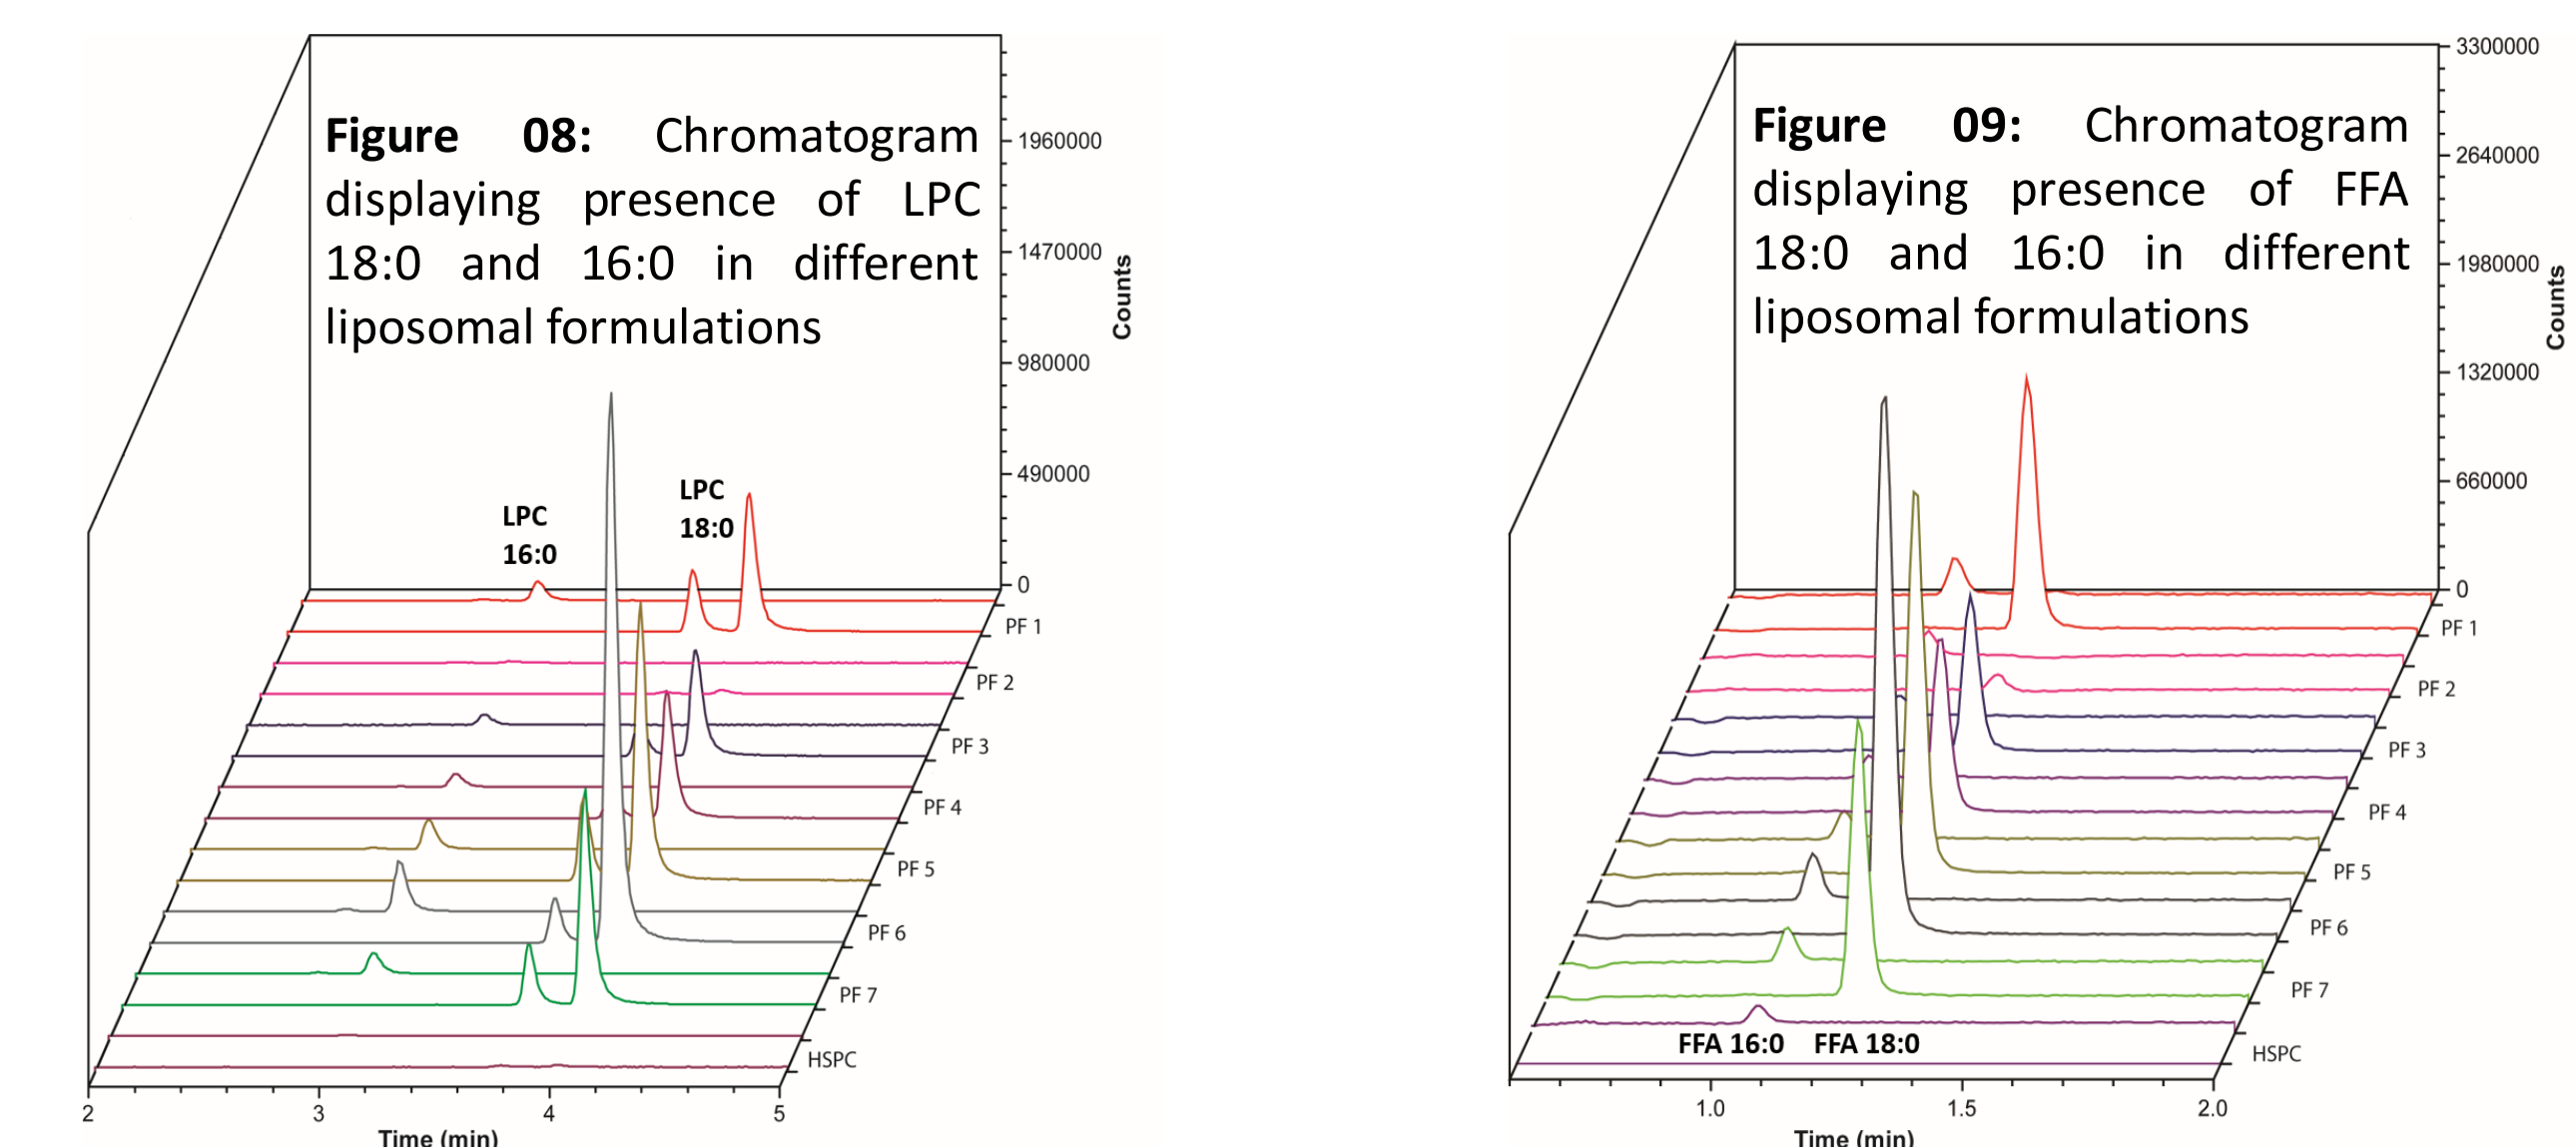 Figure 08: Chromatogram
displaying presence of LPC
18:0 and 16:0 in different
liposomal formulations
1960000
1470000
980000
490000
0
Counts
LPC
16:0
LPC
18:0
PF 1
PF 2
PF 3
PF 4
PF 5
PF 6
PF 7
HSPC
2
3
4
5
Time (min)
Figure 09: Chromatogram
displaying presence of FFA
18:0 and 16:0 in different
liposomal formulations
3300000
2640000
1980000
1320000
660000
0
Counts
PF 1
PF 2
PF 3
PF 4
PF 5
PF 6
PF 7
HSPC
FFA 16:0
FFA 18:0
1.0
1.5
2.0
Time (min)